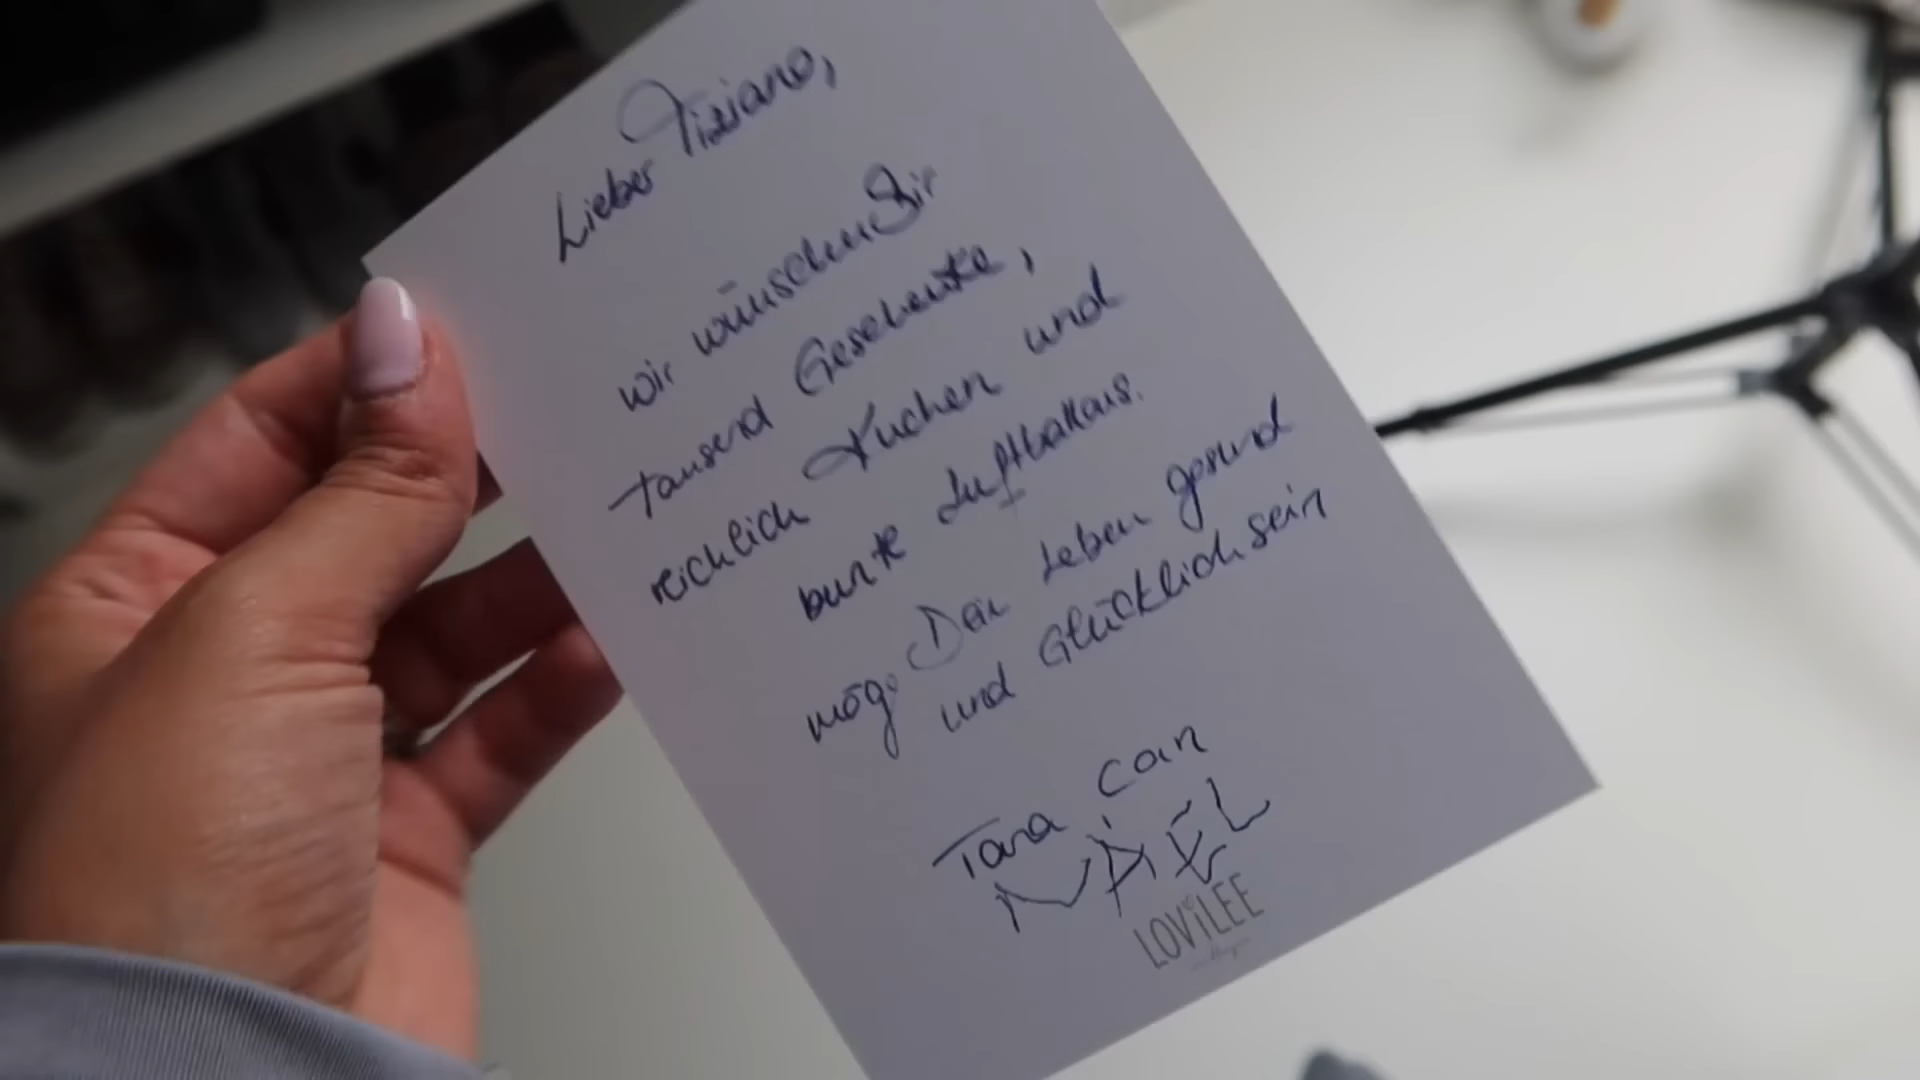 Lieber Tiziano,
wir wünschen Dir
tausend Geschenke,
reichlich Kuchen und
bunte Luftballons.
möge Dein Leben gesund
und Glücklich sein
Tara Can
NAEL
LOViLEE